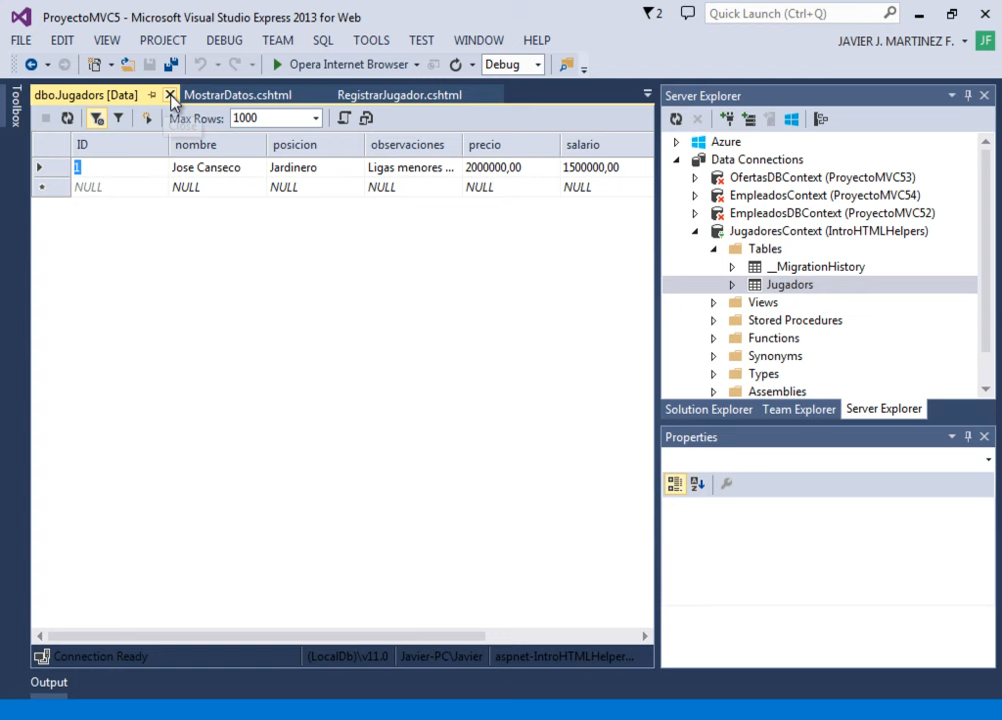 ProyectoMVC5 - Microsoft Visual Studio Express 2013 for Web
2
Quick Launch (Ctrl+Q)
FILE EDIT VIEW PROJECT DEBUG TEAM SQL TOOLS TEST WINDOW HELP
JAVIER J. MARTINEZ F.
JF
Opera Internet Browser
Debug
Toolbox
dbo.Jugadors [Data]
MostrarDatos.cshtml
RegistrarJugador.cshtml
Max Rows: 1000
Close
ID nombre posicion observaciones precio salario
1 Jose Canseco Jardinero Ligas menores ... 2000000,00 1500000,00
NULL NULL NULL NULL NULL NULL
Connection Ready
(LocalDb)\v11.0
Javier-PC\Javier
aspnet-IntroHTMLHelper...
Output
Server Explorer
Azure
Data Connections
OfertasDBContext (ProyectoMVC53)
EmpleadosContext (ProyectoMVC54)
EmpleadosDBContext (ProyectoMVC52)
JugadoresContext (IntroHTMLHelpers)
Tables
__MigrationHistory
Jugadors
Views
Stored Procedures
Functions
Synonyms
Types
Assemblies
Solution Explorer Team Explorer Server Explorer
Properties